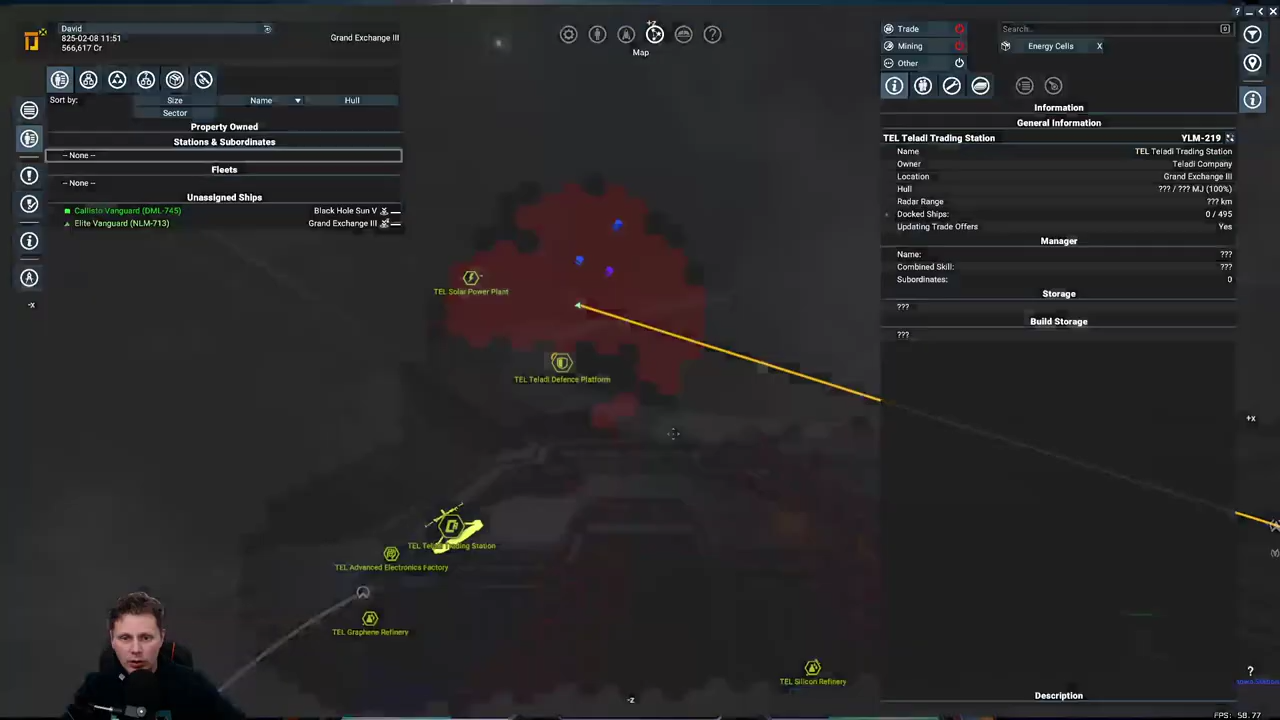 David
825-02-08 11:51
566,617 Cr
Grand Exchange III
Map
+z
Sort by:
Size
Name
Hull
Sector
Property Owned
Stations & Subordinates
-- None --
Fleets
-- None --
Unassigned Ships
Callisto Vanguard (DML-745)
Black Hole Sun V
Elite Vanguard (NLM-713)
Grand Exchange III
-x
TEL Solar Power Plant
TEL Teladi Defence Platform
TEL Teladi Trading Station
TEL Advanced Electronics Factory
TEL Graphene Refinery
TEL Silicon Refinery
-z
+x
Trade
Mining
Other
Search...
Energy Cells
X
Information
General Information
TEL Teladi Trading Station
YLM-219
Name
TEL Teladi Trading Station
Owner
Teladi Company
Location
Grand Exchange III
Hull
??? / ??? MJ (100%)
Radar Range
??? km
Docked Ships:
0 / 495
Updating Trade Offers
Yes
Manager
Name:
???
Combined Skill:
???
Subordinates:
0
Storage
???
Build Storage
???
Description
?
FPS: 58.77